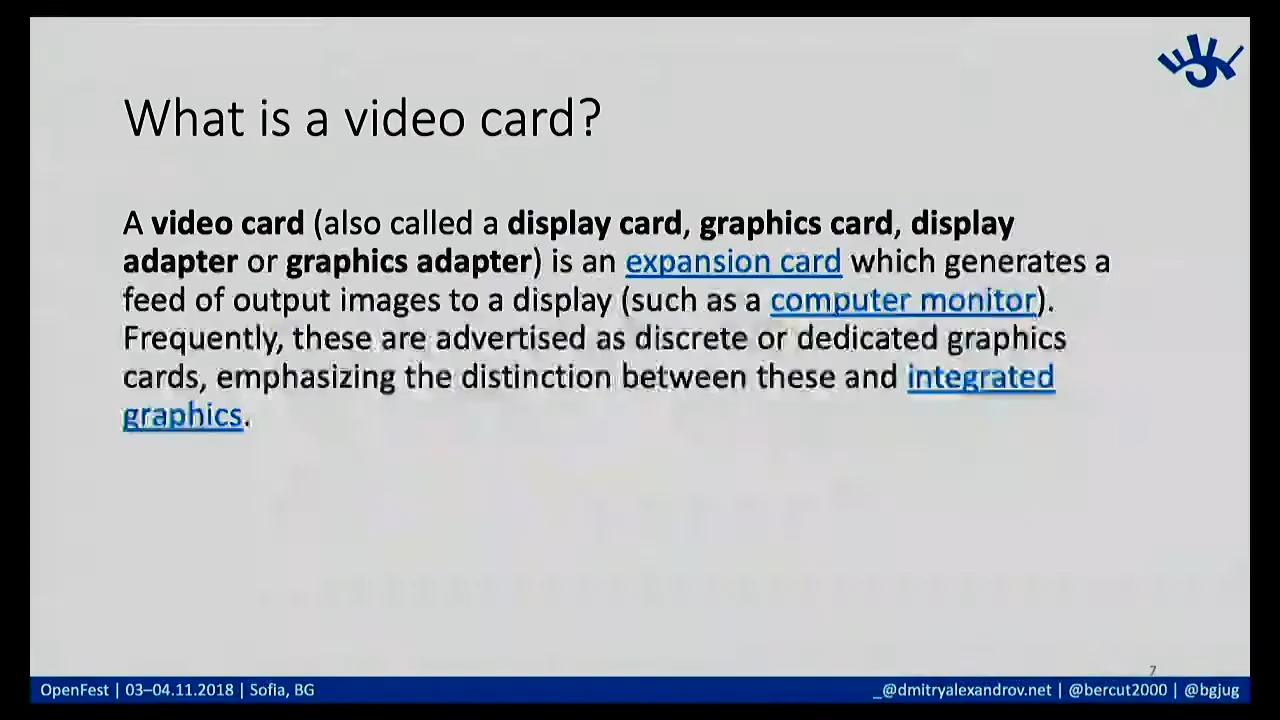 What is a video card?
A video card (also called a display card, graphics card, display
adapter or graphics adapter) is an expansion card which generates a
feed of output images to a display (such as a computer monitor).
Frequently, these are advertised as discrete or dedicated graphics
cards, emphasizing the distinction between these and integrated
graphics.
7
OpenFest | 03–04.11.2018 | Sofia, BG
_@dmitryalexandrov.net | @bercut2000 | @bgjug